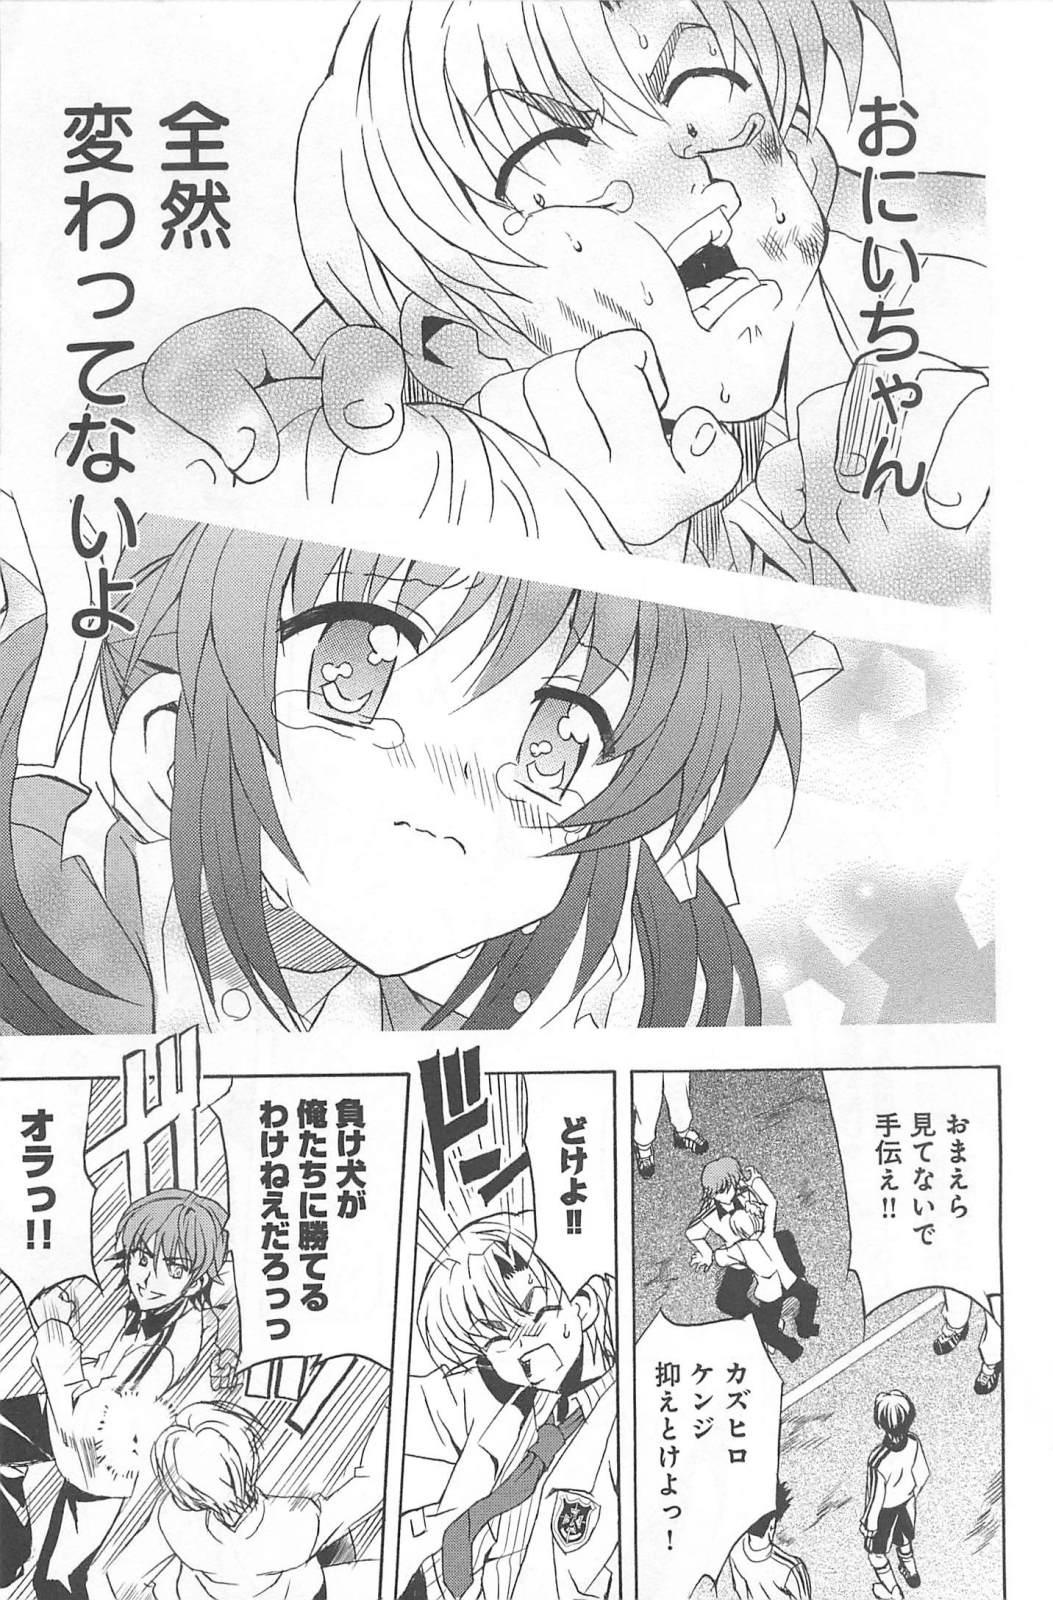 おにいちゃん
全然
変わってないよ
おまえら
見てないで
手伝え!!
カズヒロ
ケンジ
抑えとけよっ!
どけよ!!
ドン
負け犬が
俺たちに勝てる
わけねえだろっっ
オラっ!!